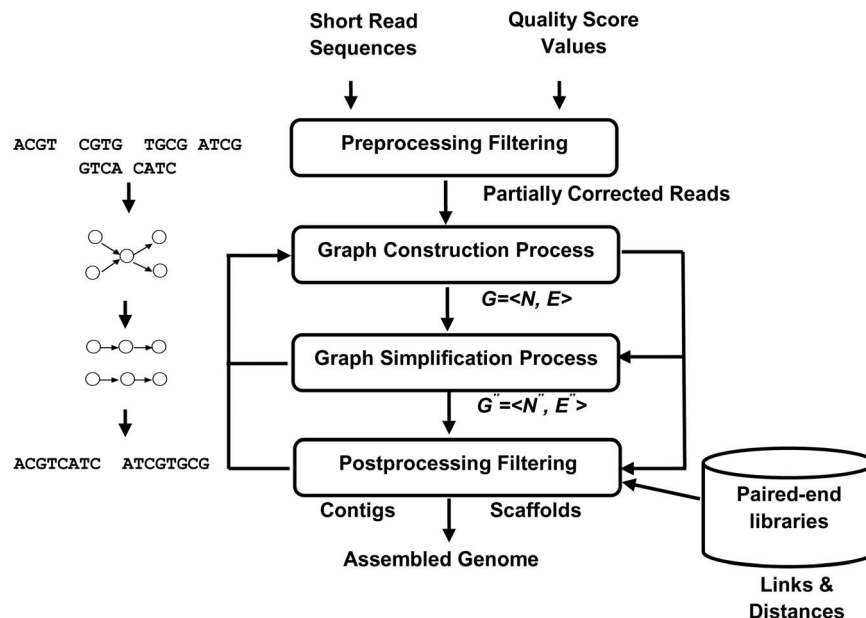 Short Read
Sequences
Quality Score
Values
ACGT CGTG TGCG ATCG
GTCA CATC
Preprocessing Filtering
Partially Corrected Reads
Graph Construction Process
G=<N, E>
Graph Simplification Process
G¨=<N¨, E¨>
ACGTCATC ATCGTGCG
Postprocessing Filtering
Contigs Scaffolds
Assembled Genome
Paired-end
libraries
Links &
Distances